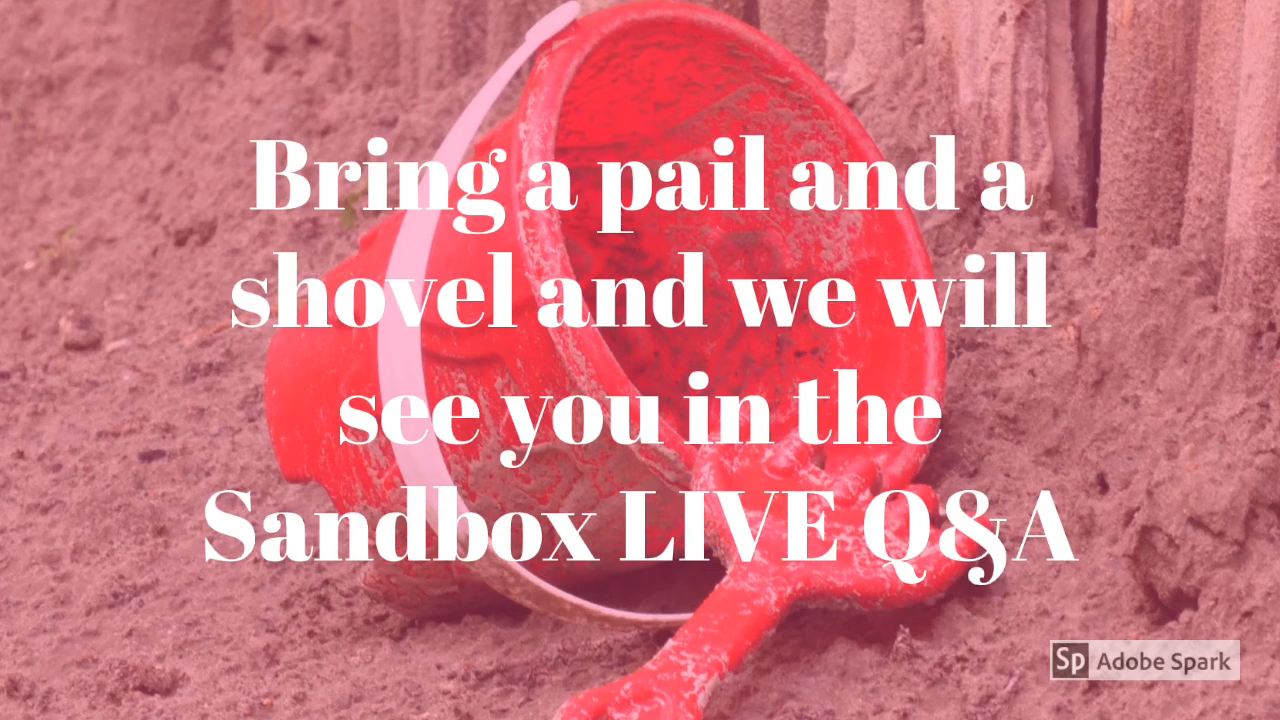 Bring a pail and a
shovel and we will
see you in the
Sandbox LIVE Q&A
Sp Adobe Spark